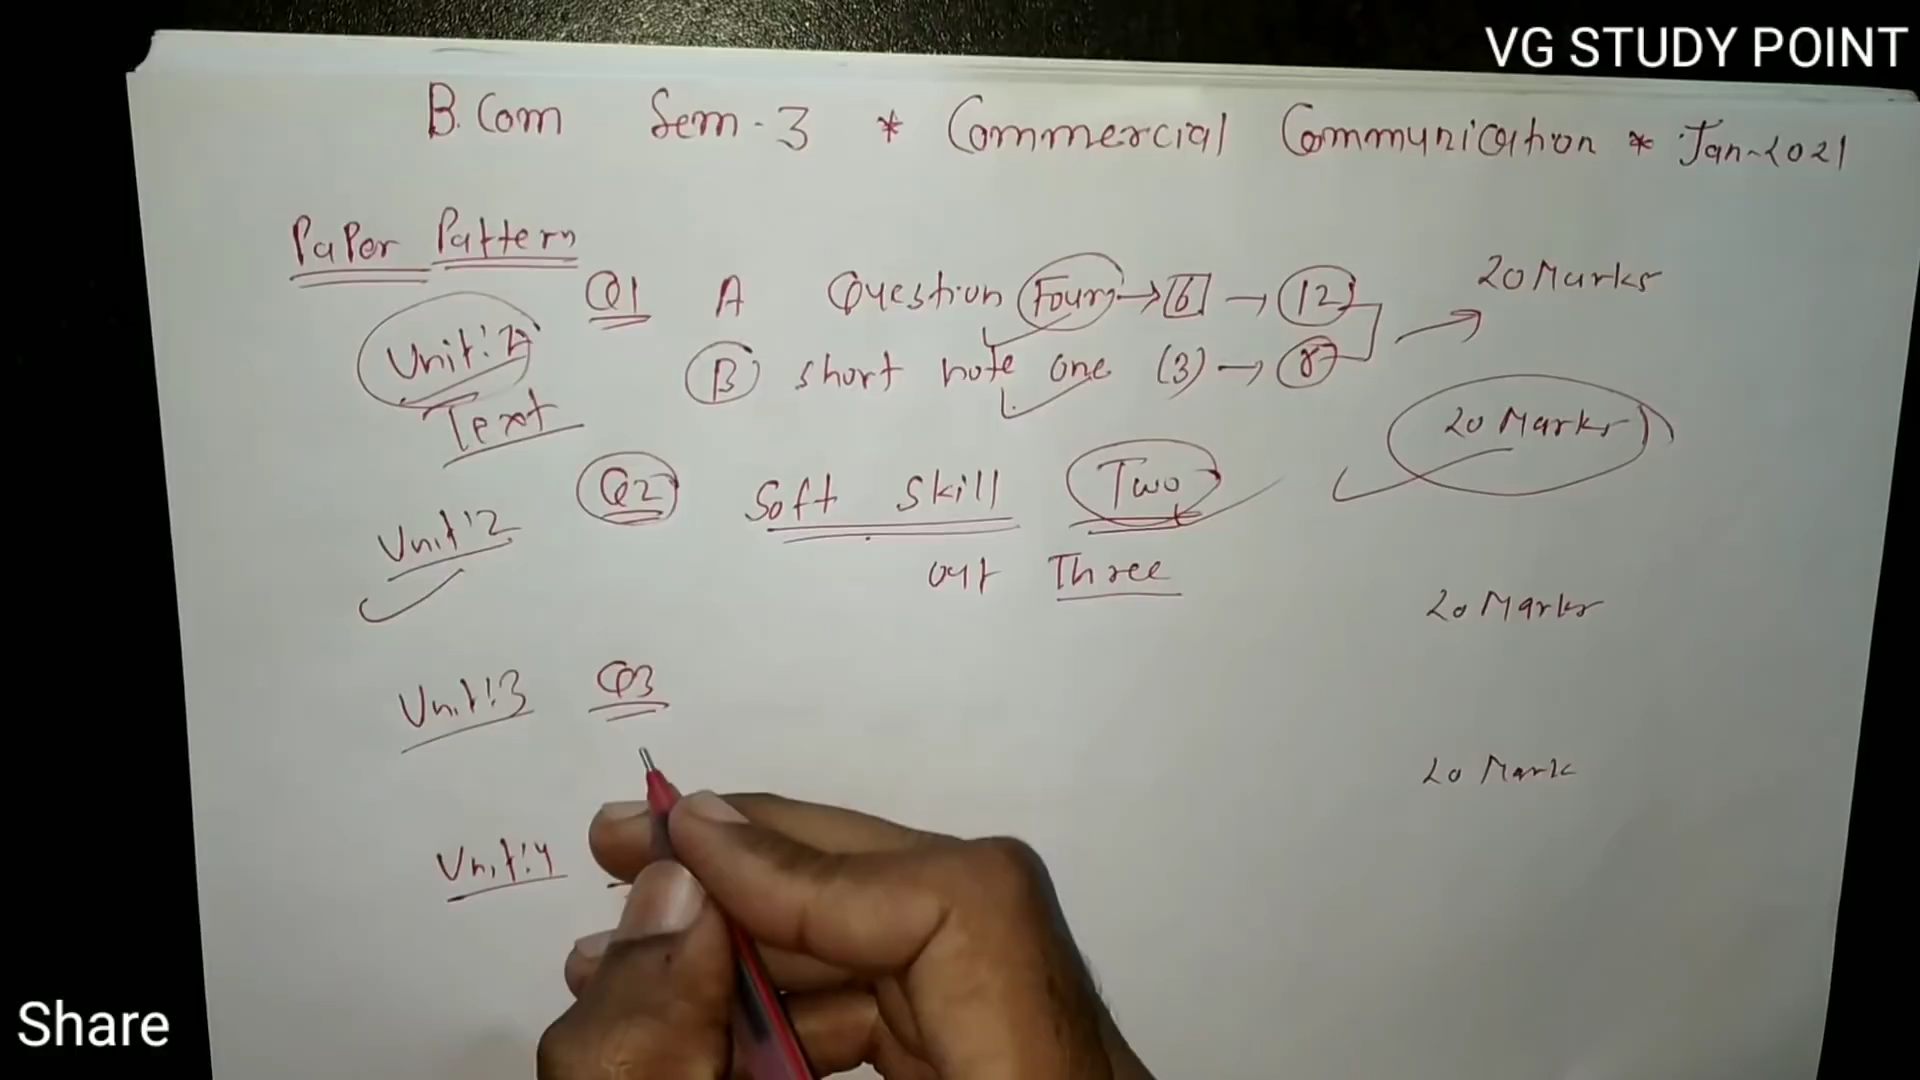 VG STUDY POINT
B.Com Sem-3 * Commercial Communication * Jan-2021
Paper Pattern
Q1 A Question Four → 6 → 12 → 20 Marks
Unit:1
B short note one (3) → 8
Text
20 Marks
Q2 Soft Skill Two
Unit:2
out Three
20 Marks
Unit:3 Q3
20 Mark
Unit:4
Share